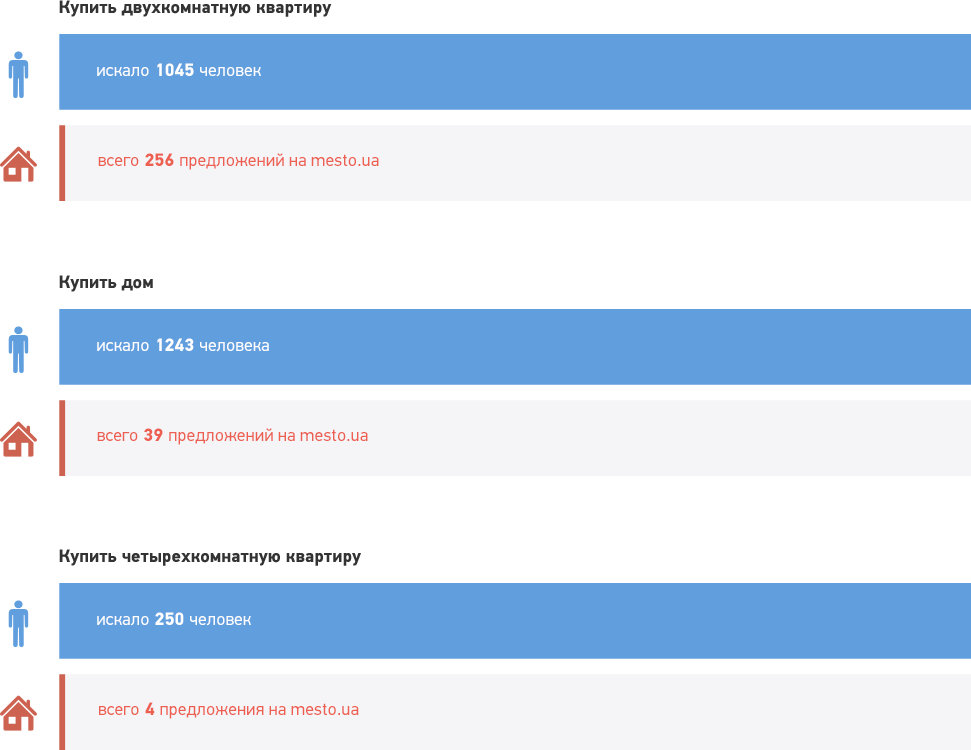 Купить двухкомнатную квартиру
искало 1045 человек
всего 256 предложений на mesto.ua
Купить дом
искало 1243 человека
всего 39 предложений на mesto.ua
Купить четырехкомнатную квартиру
искало 250 человек
всего 4 предложения на mesto.ua